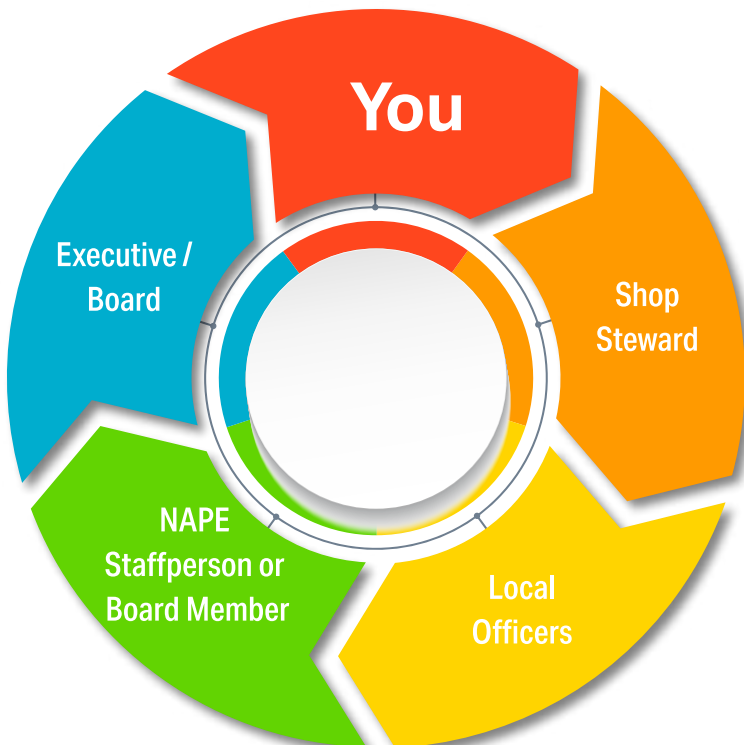 You
Shop
Steward
Local
Officers
NAPE
Staffperson or
Board Member
Executive /
Board